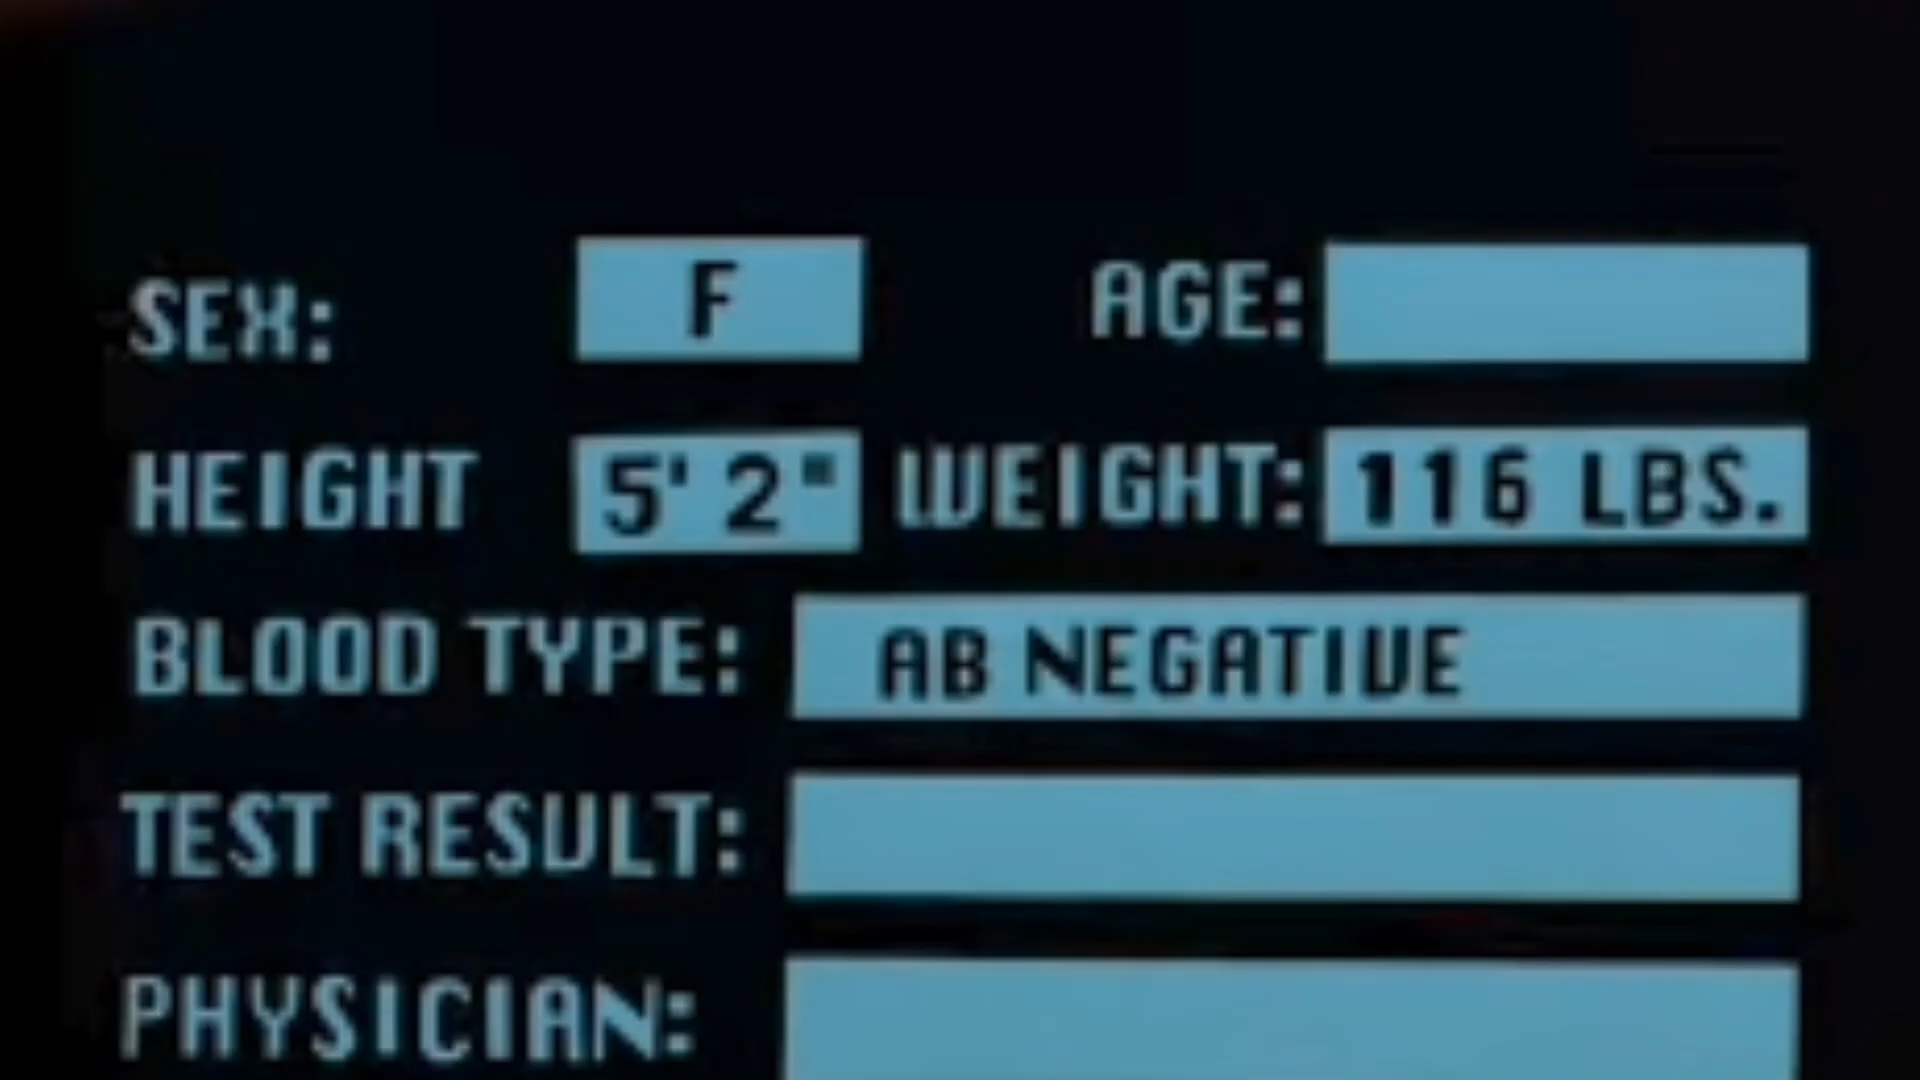 SEX: F AGE:
HEIGHT 5' 2" WEIGHT: 116 LBS.
BLOOD TYPE: AB NEGATIVE
TEST RESULT:
PHYSICIAN: